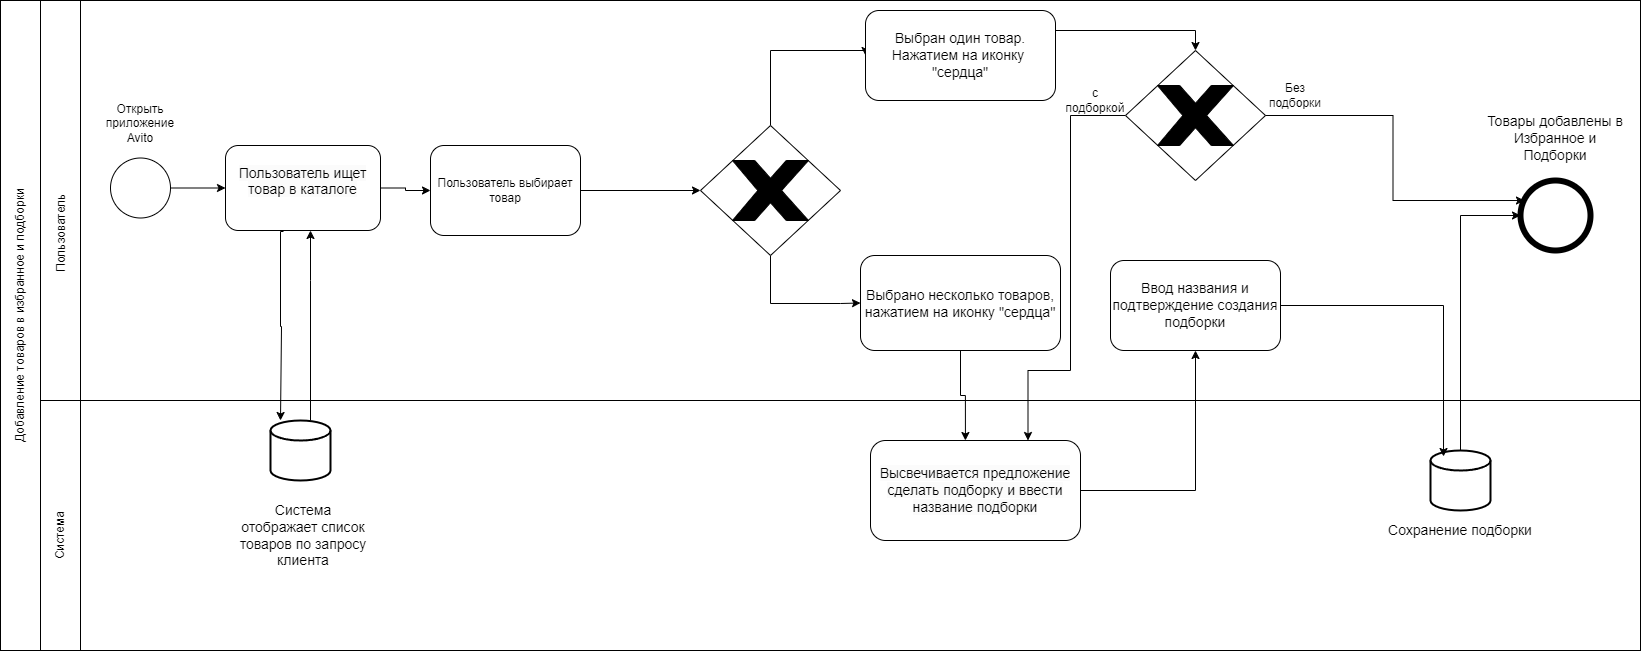 Добавление товаров в избранное и подборки
Пользователь
Система
Открыть
приложение
Avito
Пользователь ищет
товар в каталоге
Пользователь выбирает
товар
Выбран один товар.
Нажатием на иконку
"сердца"
с
подборкой
Без
подборки
Товары добавлены в
Избранное и
Подборки
Выбрано несколько товаров,
нажатием на иконку "сердца"
Ввод названия и
подтверждение создания
подборки
Система
отображает список
товаров по запросу
клиента
Высвечивается предложение
сделать подборку и ввести
название подборки
Сохранение подборки